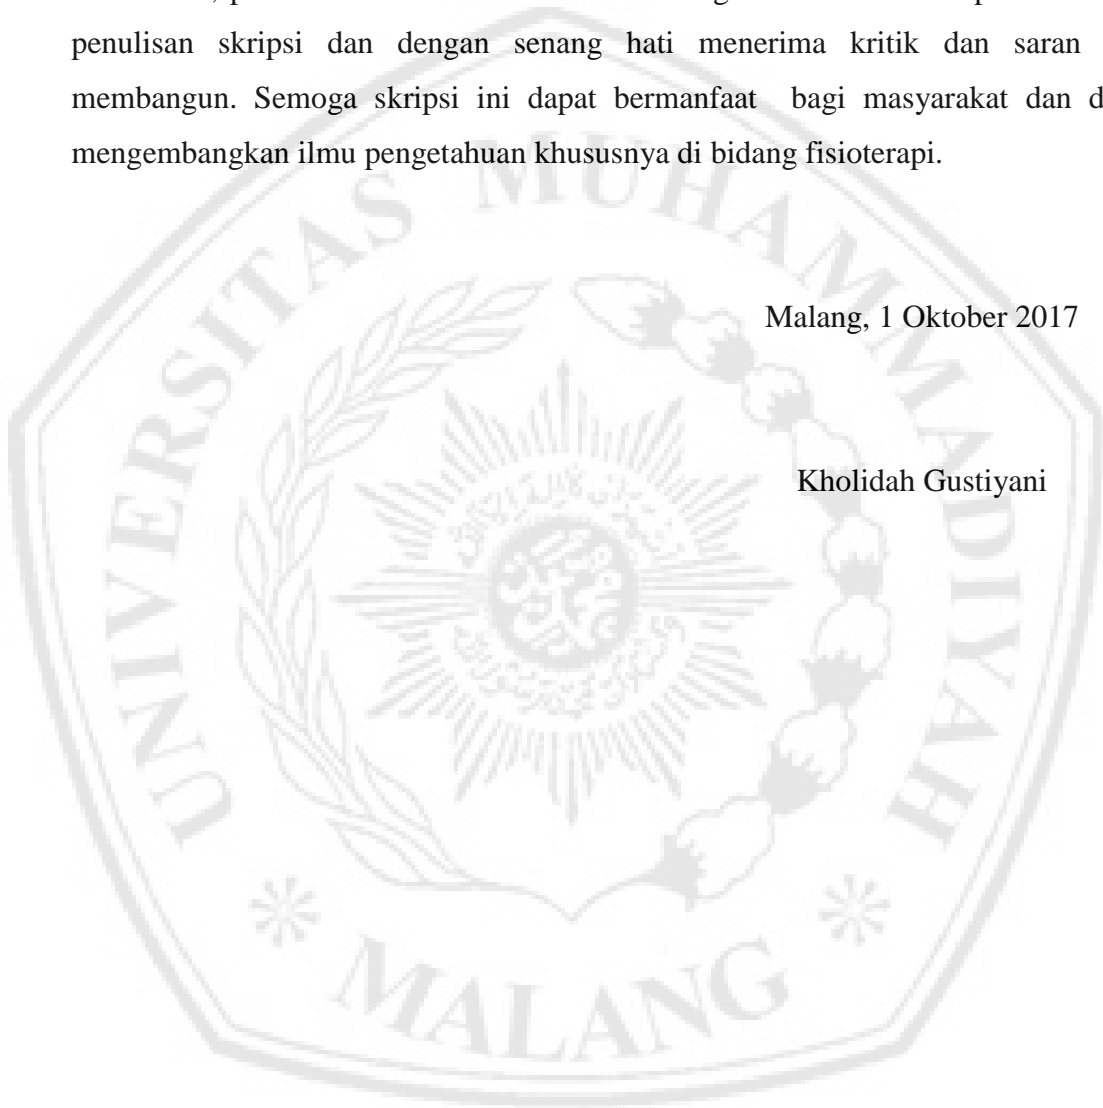 penulisan skripsi dan dengan senang hati menerima kritik dan saran
membangun. Semoga skripsi ini dapat bermanfaat bagi masyarakat dan d
mengembangkan ilmu pengetahuan khususnya di bidang fisioterapi.
UNIVERSITAS MUHAMMADIYAH
Malang, 1 Oktober 2017
Kholidah Gustiyani
MALANG